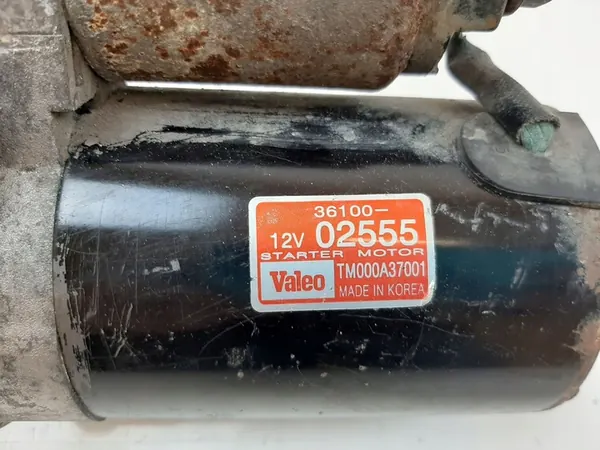 36100-
12V 02555
STARTER MOTOR
Valeo TM000A37001
MADE IN KOREA